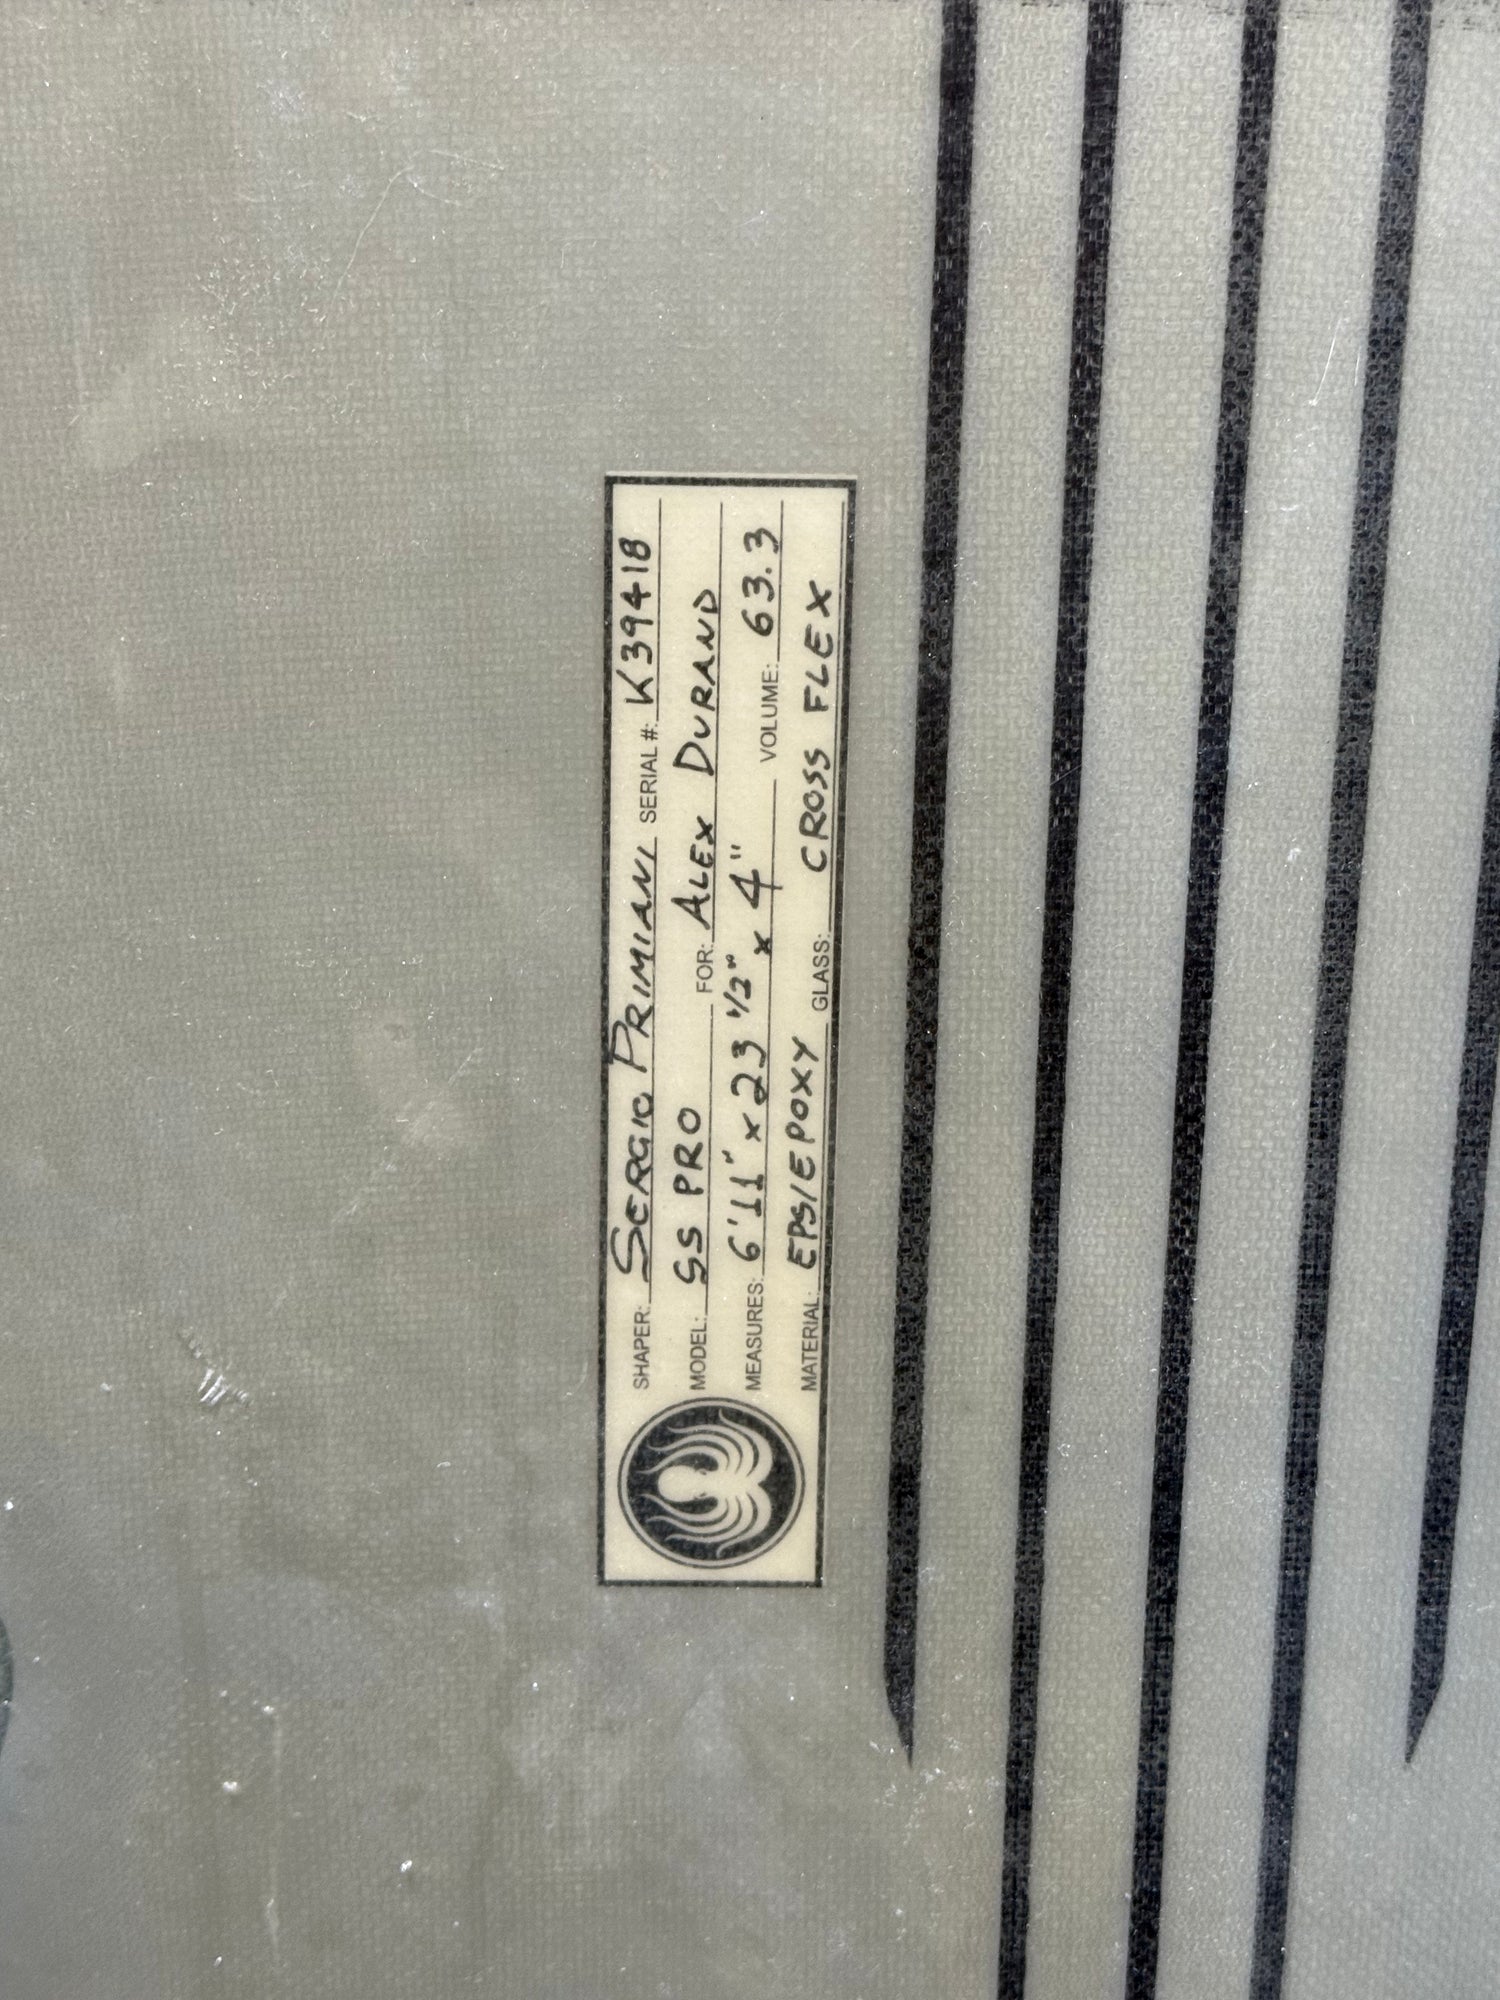 SHAPER: SERGIO PRIMIANI SERIAL #: K39418
MODEL: GS PRO FOR: ALEX DURAND
MEASURES: 6'11" x 23 1/2" x 4" VOLUME: 63.3
MATERIAL: EPS/EPOXY GLASS: CROSS FLEX